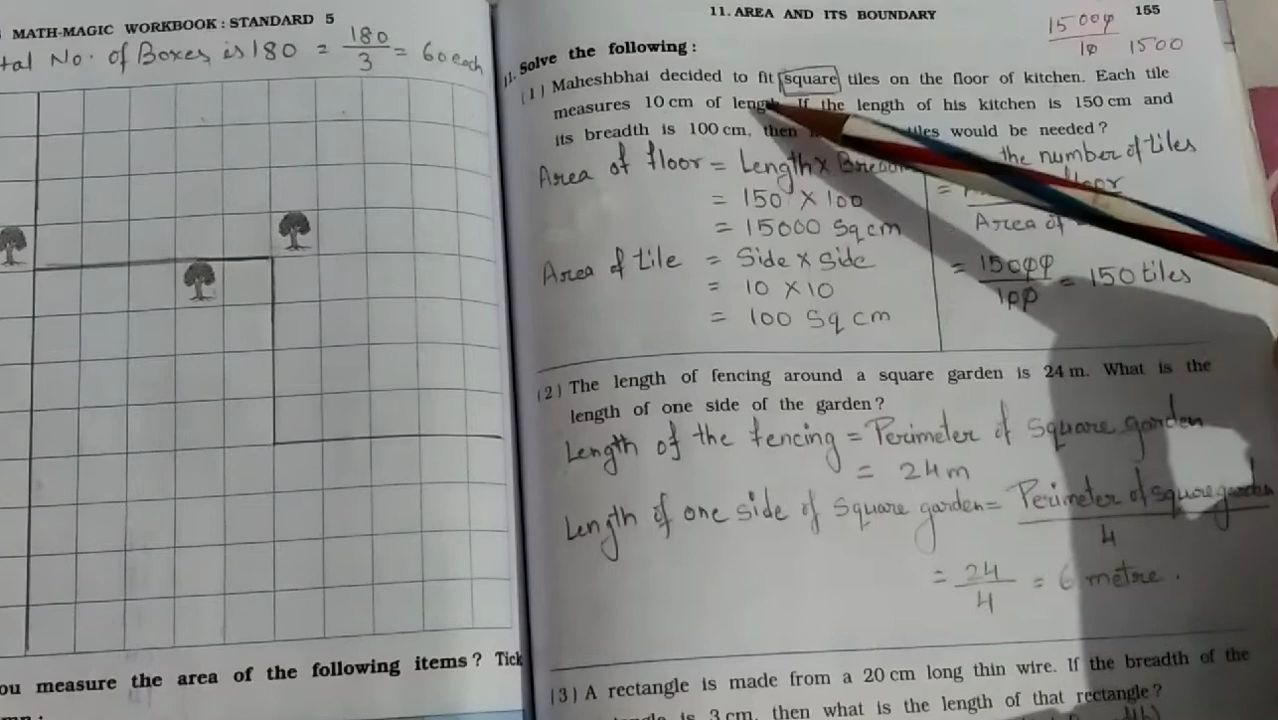 MATH-MAGIC WORKBOOK : STANDARD 5
tal No. of Boxes is 180 = 180/3 = 60 each
ou measure the area of the following items ? Tick
11. AREA AND ITS BOUNDARY
155
1500φ/1φ 1500
11. Solve the following :
(1) Maheshbhai decided to fit square tiles on the floor of kitchen. Each tile
measures 10 cm of length. If the length of his kitchen is 150 cm and
its breadth is 100 cm, then tiles would be needed ?
Area of floor = Length x
= 150 x 100
= 15000 Sq cm
Area of tile = Side x Side
= 10 x 10
= 100 Sq cm
the number of tiles
=
Area of
= 150φφ/1φφ = 150 tiles
(2) The length of fencing around a square garden is 24 m. What is the
length of one side of the garden ?
Length of the fencing = Perimeter of square garden
= 24 m
Length of one side of square garden = Perimeter of square garden/4
= 24/4 = 6 metre.
(3) A rectangle is made from a 20 cm long thin wire. If the breadth of the
is 3 cm, then what is the length of that rectangle ?